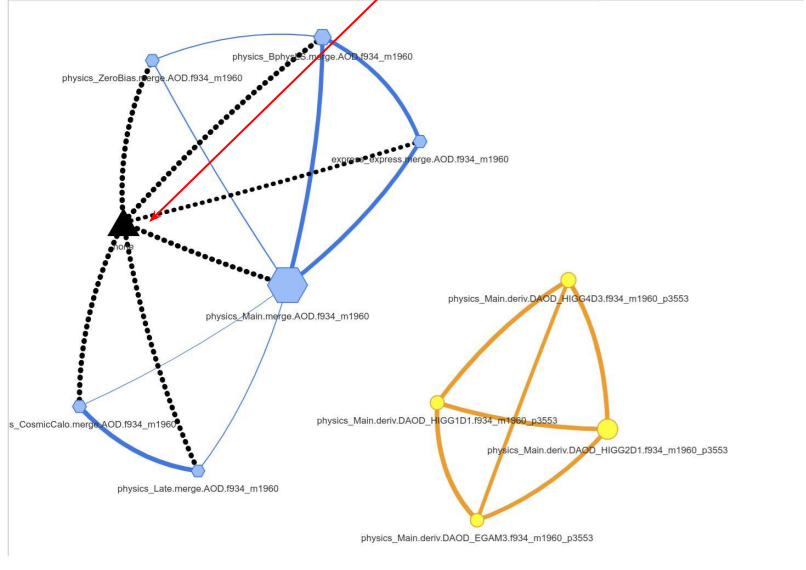 physics_BphysLS.merge.AOD.f934_m1960
physics_ZeroBias.merge.AOD.f934_m1960
express_express.merge.AOD.f934_m1960
none
physics_Main.merge.AOD.f934_m1960
s_CosmicCalo.merge.AOD.f934_m1960
physics_Late.merge.AOD.f934_m1960
physics_Main.deriv.DAOD_HIGG4D3.f934_m1960_p3553
physics_Main.deriv.DAOD_HIGG1D1.f934_m1960_p3553
physics_Main.deriv.DAOD_HIGG2D1.f934_m1960_p3553
physics_Main.deriv.DAOD_EGAM3.f934_m1960_p3553